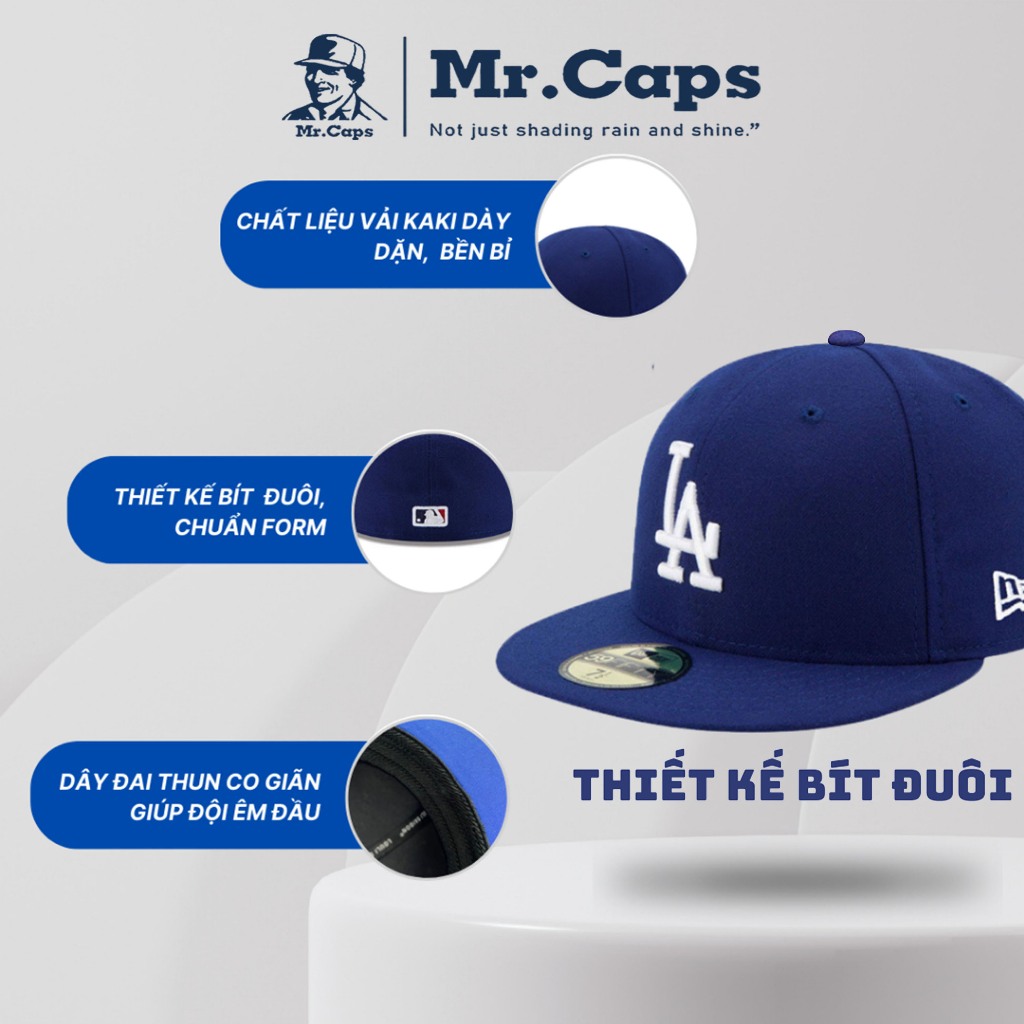 Mr.Caps
Mr.Caps
Not just shading rain and shine.”
CHẤT LIỆU VẢI KAKI DÀY
DẶN, BỀN BỈ
LA
THIẾT KẾ BÍT ĐUÔI,
CHUẨN FORM
DÂY ĐAI THUN CO GIÃN
GIÚP ĐỘI ÊM ĐẦU
THIẾT KẾ BÍT ĐUÔI